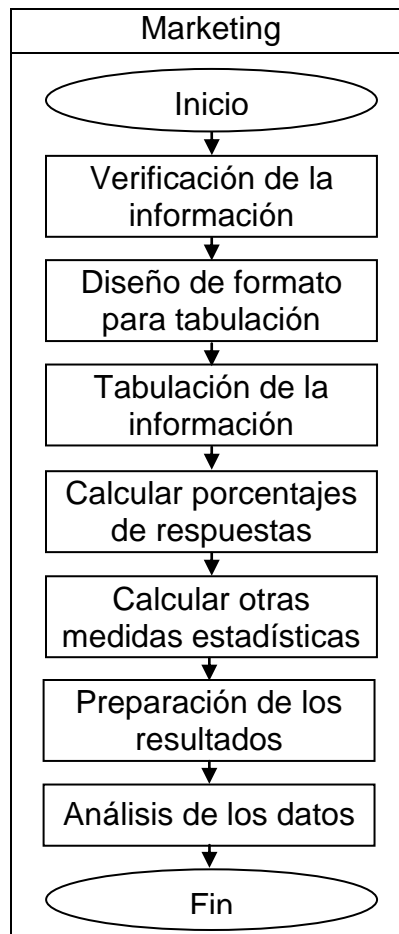 Marketing
Inicio
Verificación de la
información
Diseño de formato
para tabulación
Tabulación de la
información
Calcular porcentajes
de respuestas
Calcular otras
medidas estadísticas
Preparación de los
resultados
Análisis de los datos
Fin